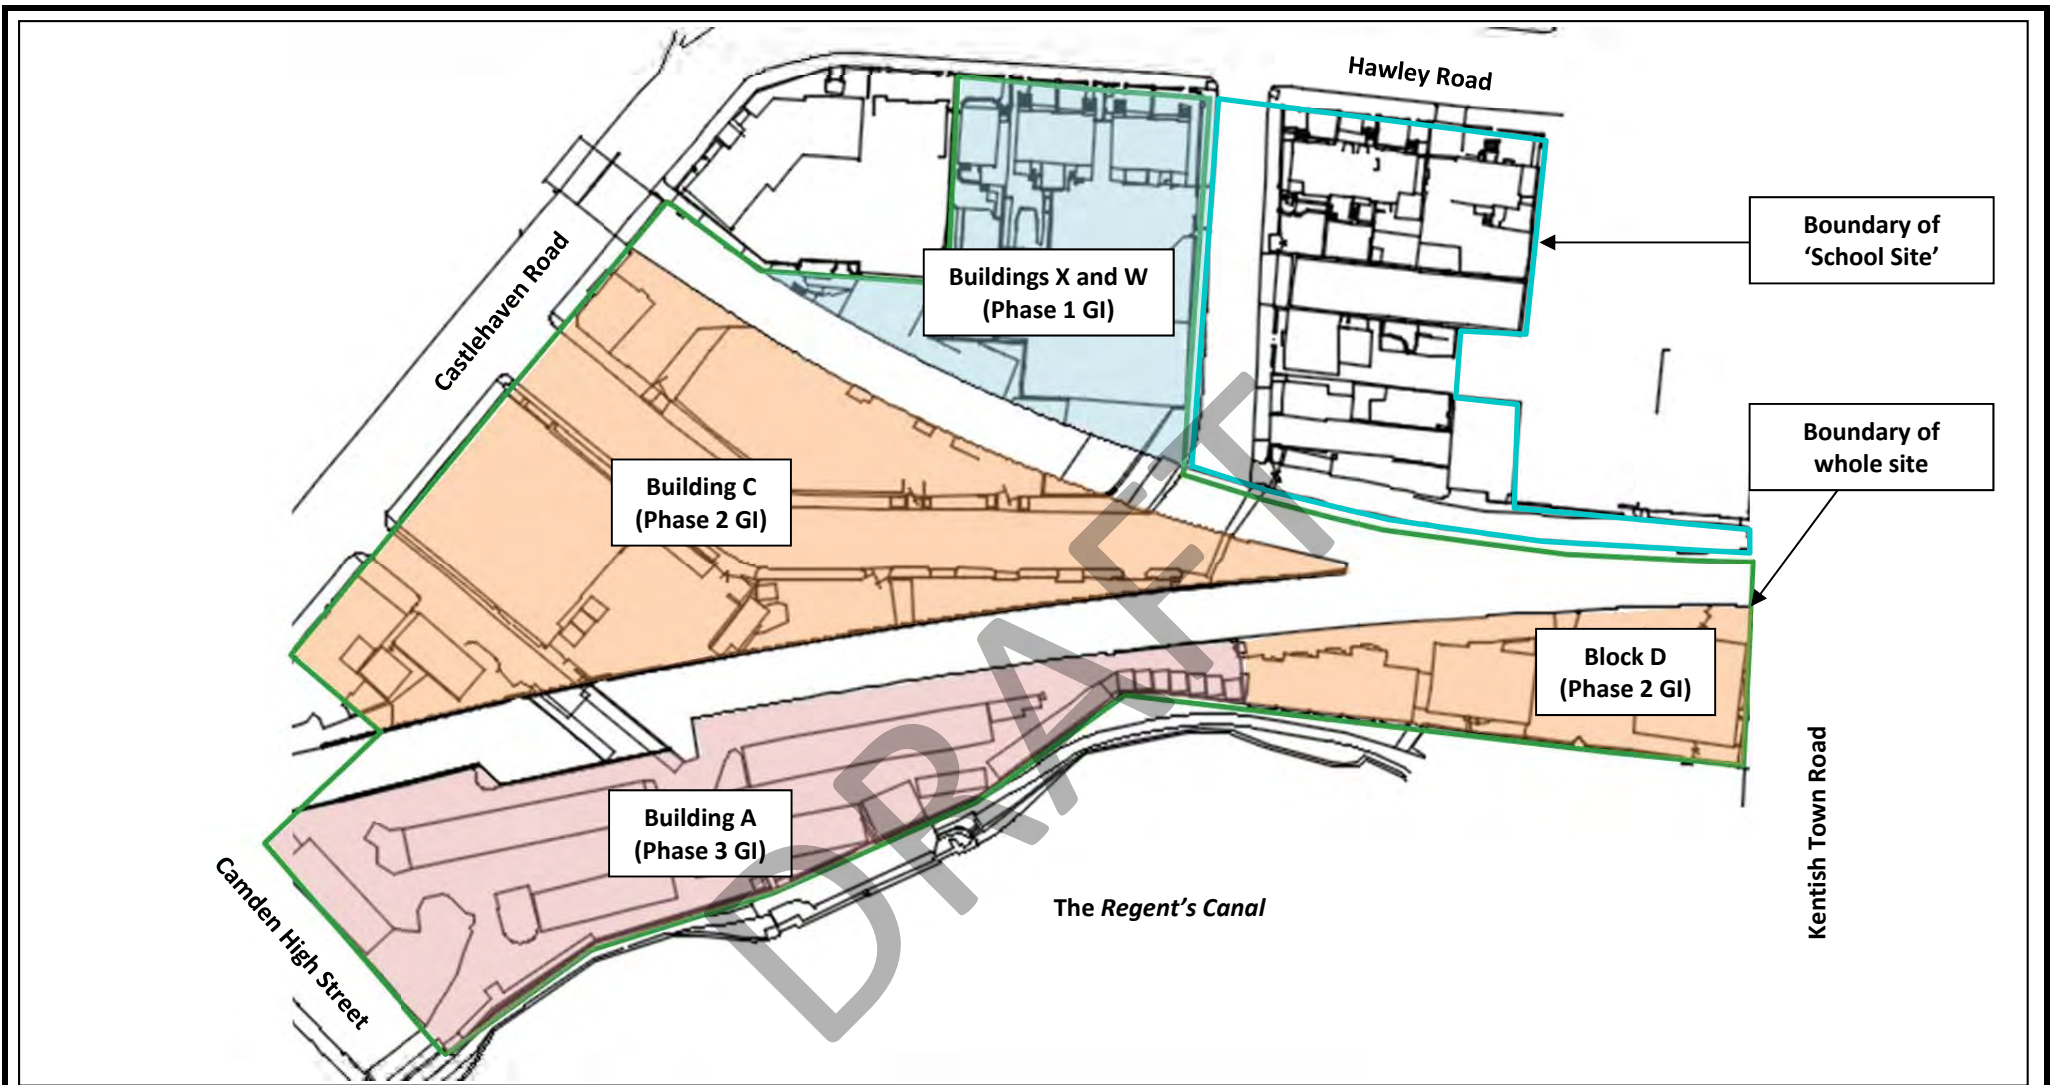 Hawley Road
Boundary of
‘School Site’
Castlehaven Road
Buildings X and W
(Phase 1 GI)
Boundary of
whole site
Building C
(Phase 2 GI)
Block D
(Phase 2 GI)
Kentish Town Road
Building A
(Phase 3 GI)
Camden High Street
The Regent’s Canal
DRAFT